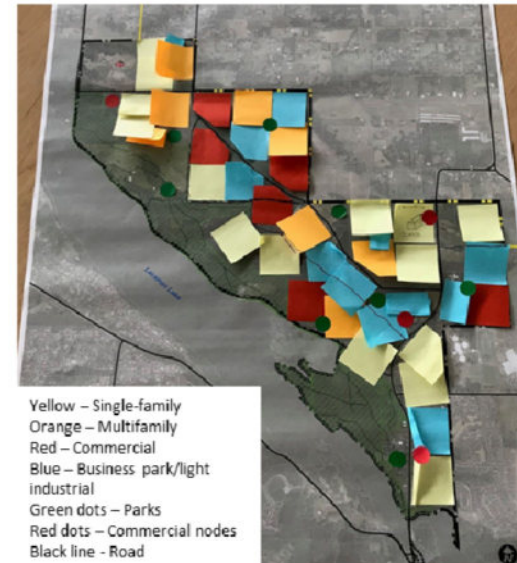 Yellow – Single-family
Orange – Multifamily
Red – Commercial
Blue – Business park/light
industrial
Green dots – Parks
Red dots – Commercial nodes
Black line - Road